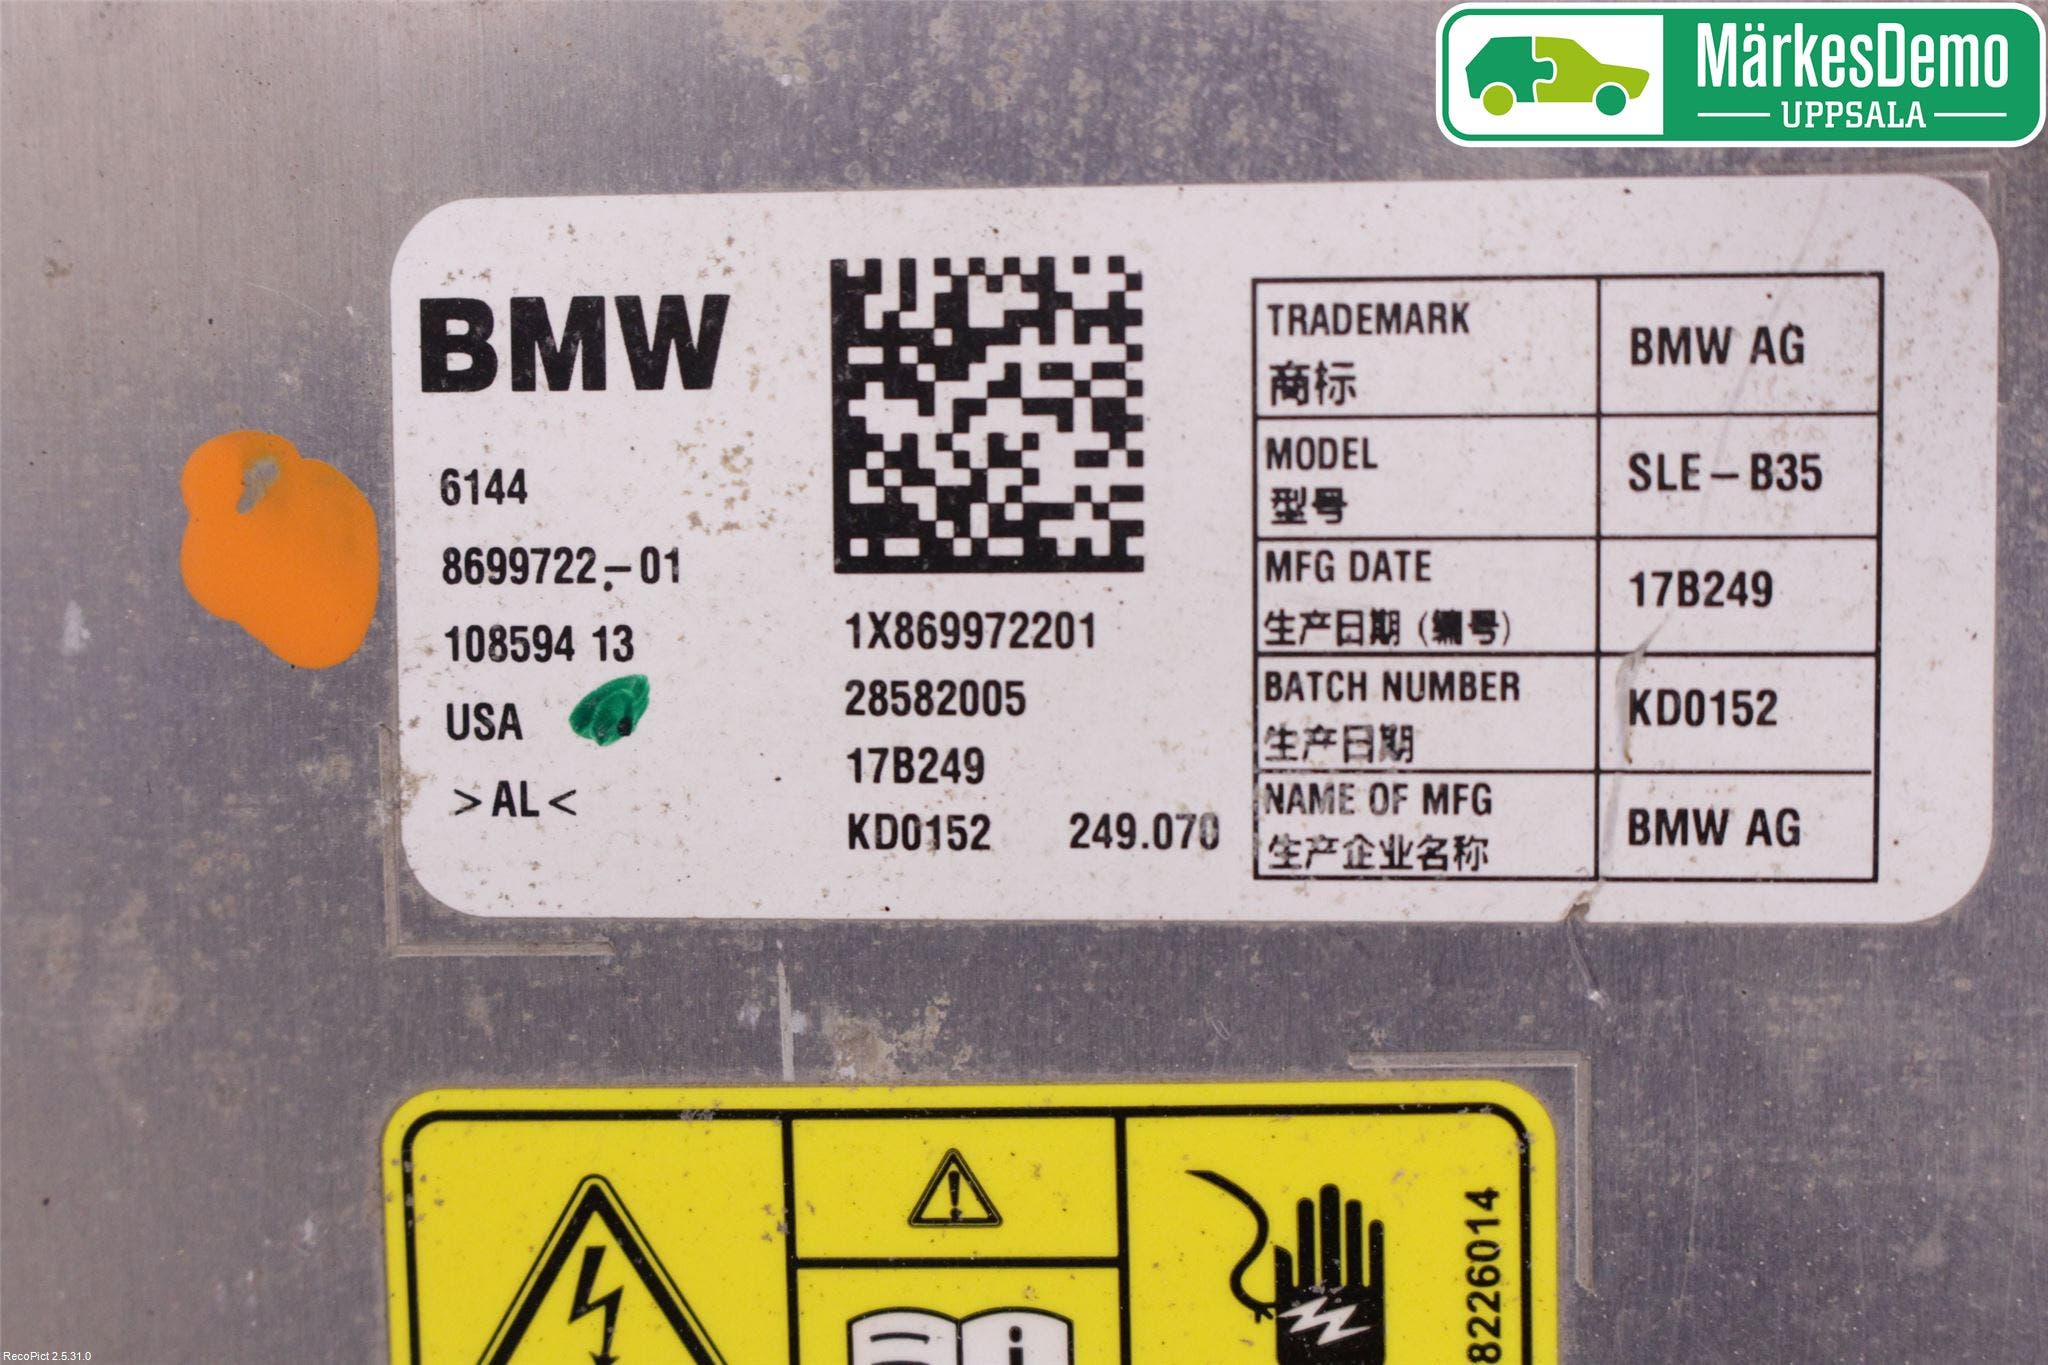 MärkesDemo
UPPSALA
BMW
6144
8699722.-01
108594 13
USA
>AL<
1X869972201
28582005
17B249
KD0152 249.070
TRADEMARK
商标
BMW AG
MODEL
型号
SLE-B35
MFG DATE
生产日期 (编号)
17B249
BATCH NUMBER
生产日期
KD0152
NAME OF MFG
生产企业名称
BMW AG
8226014
i
RecoPict 2.5.31.0